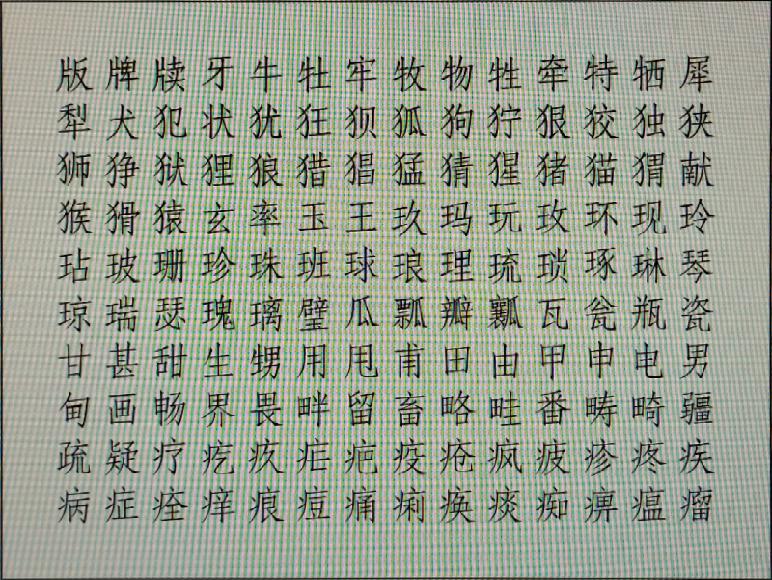 版牌牍牙牛牡牢牧物牲牵特牺犀
犁犬犯状犹狂狈狐狗狞狠狡独狭
狮狰狱狸狼猎猖猛猜猩猪猫猬献
猴猾猿玄率玉王玖玛玩玫环现玲
玷玻珊珍珠班球琅理琉琐琢琳琴
琼瑞瑟瑰璃璧瓜瓢瓣瓤瓦瓮瓶瓷
甘甚甜生甥用甩甫田由甲申电男
甸画畅界畏畔留畜略畦番畴畸疆
疏疑疗疙疚疟疤疫疮疯疲疹疼疾
病症痊痒痕痘痛痢痪痰痴痹瘟瘤